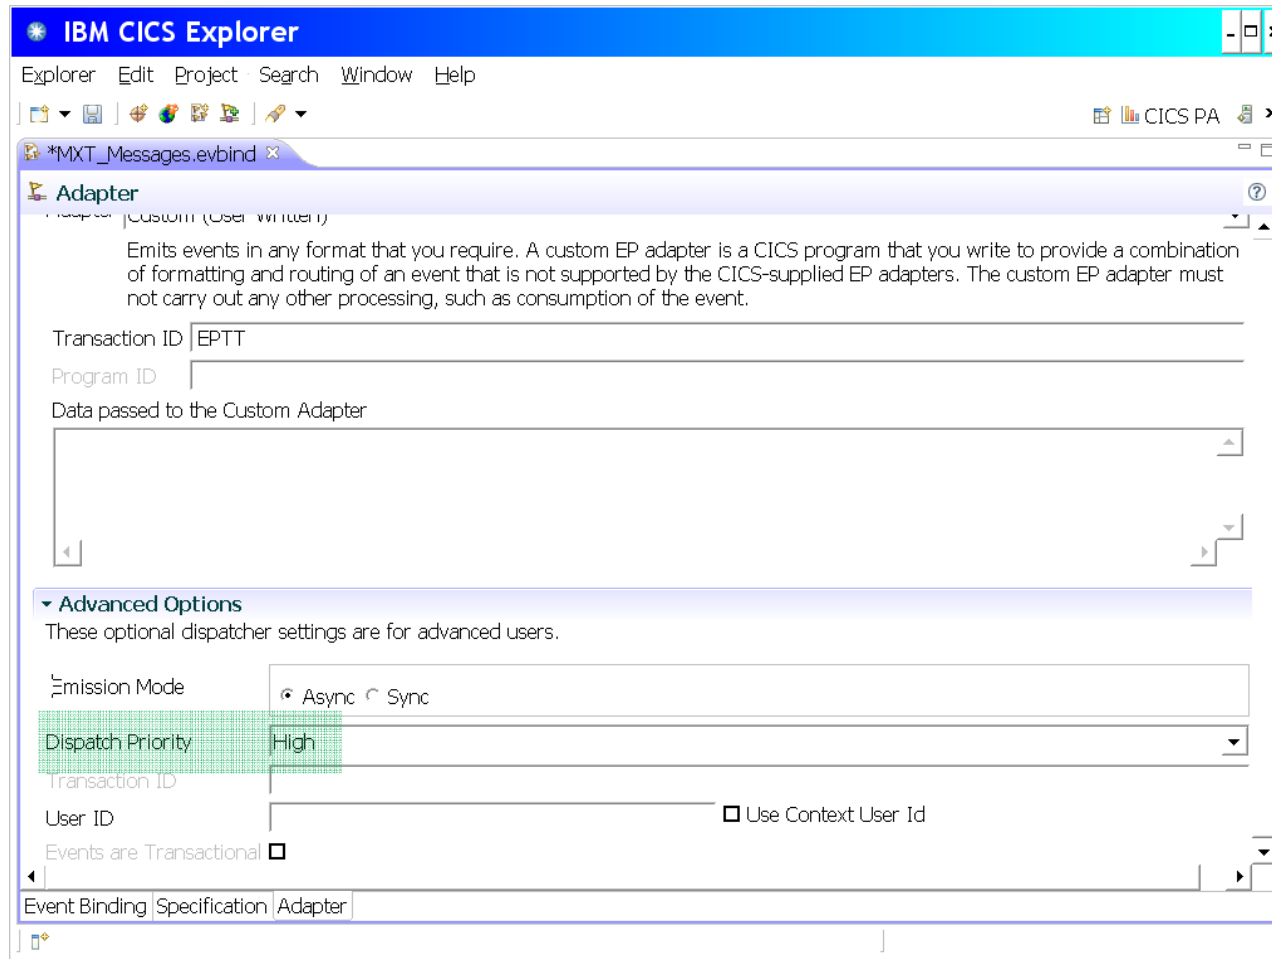 IBM CICS Explorer
Explorer Edit Project Search Window Help
CICS PA
*MXT_Messages.evbind
Adapter
Adapter Custom (User Written)
Emits events in any format that you require. A custom EP adapter is a CICS program that you write to provide a combination
of formatting and routing of an event that is not supported by the CICS-supplied EP adapters. The custom EP adapter must
not carry out any other processing, such as consumption of the event.
Transaction ID EPTT
Program ID
Data passed to the Custom Adapter
Advanced Options
These optional dispatcher settings are for advanced users.
Emission Mode
Async Sync
Dispatch Priority High
Transaction ID
User ID Use Context User Id
Events are Transactional
Event Binding Specification Adapter